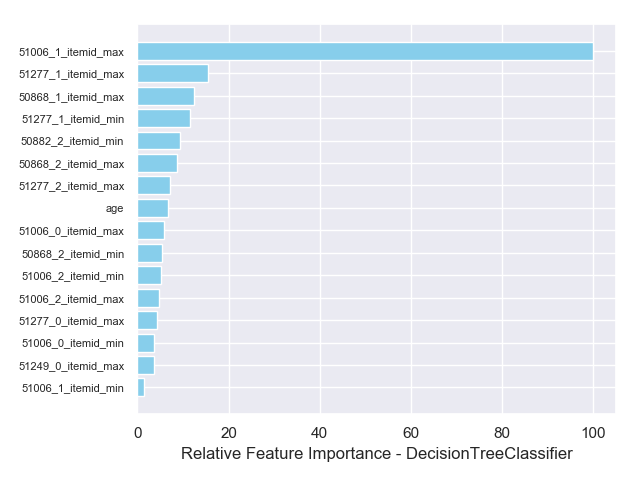 51006_1_itemid_max
51277_1_itemid_max
50868_1_itemid_max
51277_1_itemid_min
50882_2_itemid_min
50868_2_itemid_max
51277_2_itemid_max
age
51006_0_itemid_max
50868_2_itemid_min
51006_2_itemid_min
51006_2_itemid_max
51277_0_itemid_max
51006_0_itemid_min
51249_0_itemid_max
51006_1_itemid_min
0 20 40 60 80 100
Relative Feature Importance - DecisionTreeClassifier